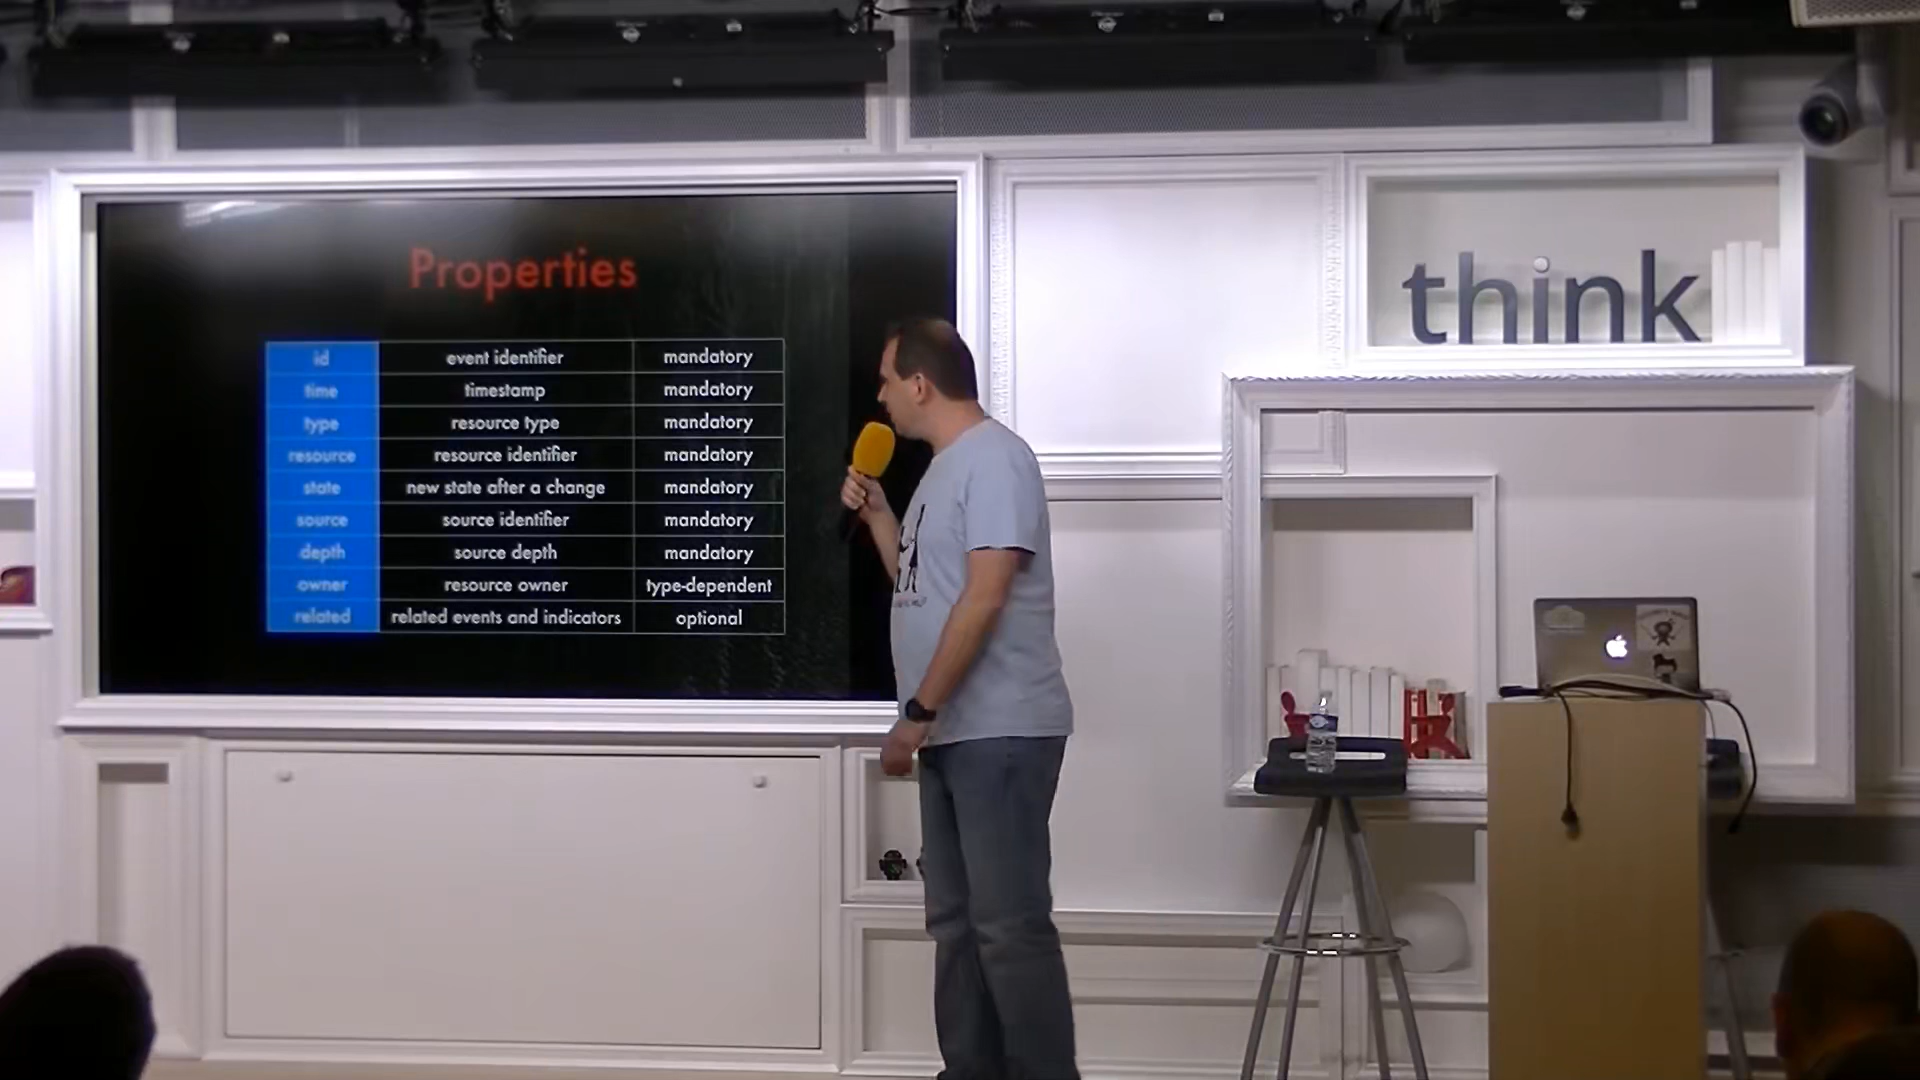 Properties
id event identifier mandatory
time timestamp mandatory
type resource type mandatory
resource resource identifier mandatory
state new state after a change mandatory
source source identifier mandatory
depth source depth mandatory
owner resource owner type-dependent
related related events and indicators optional
think